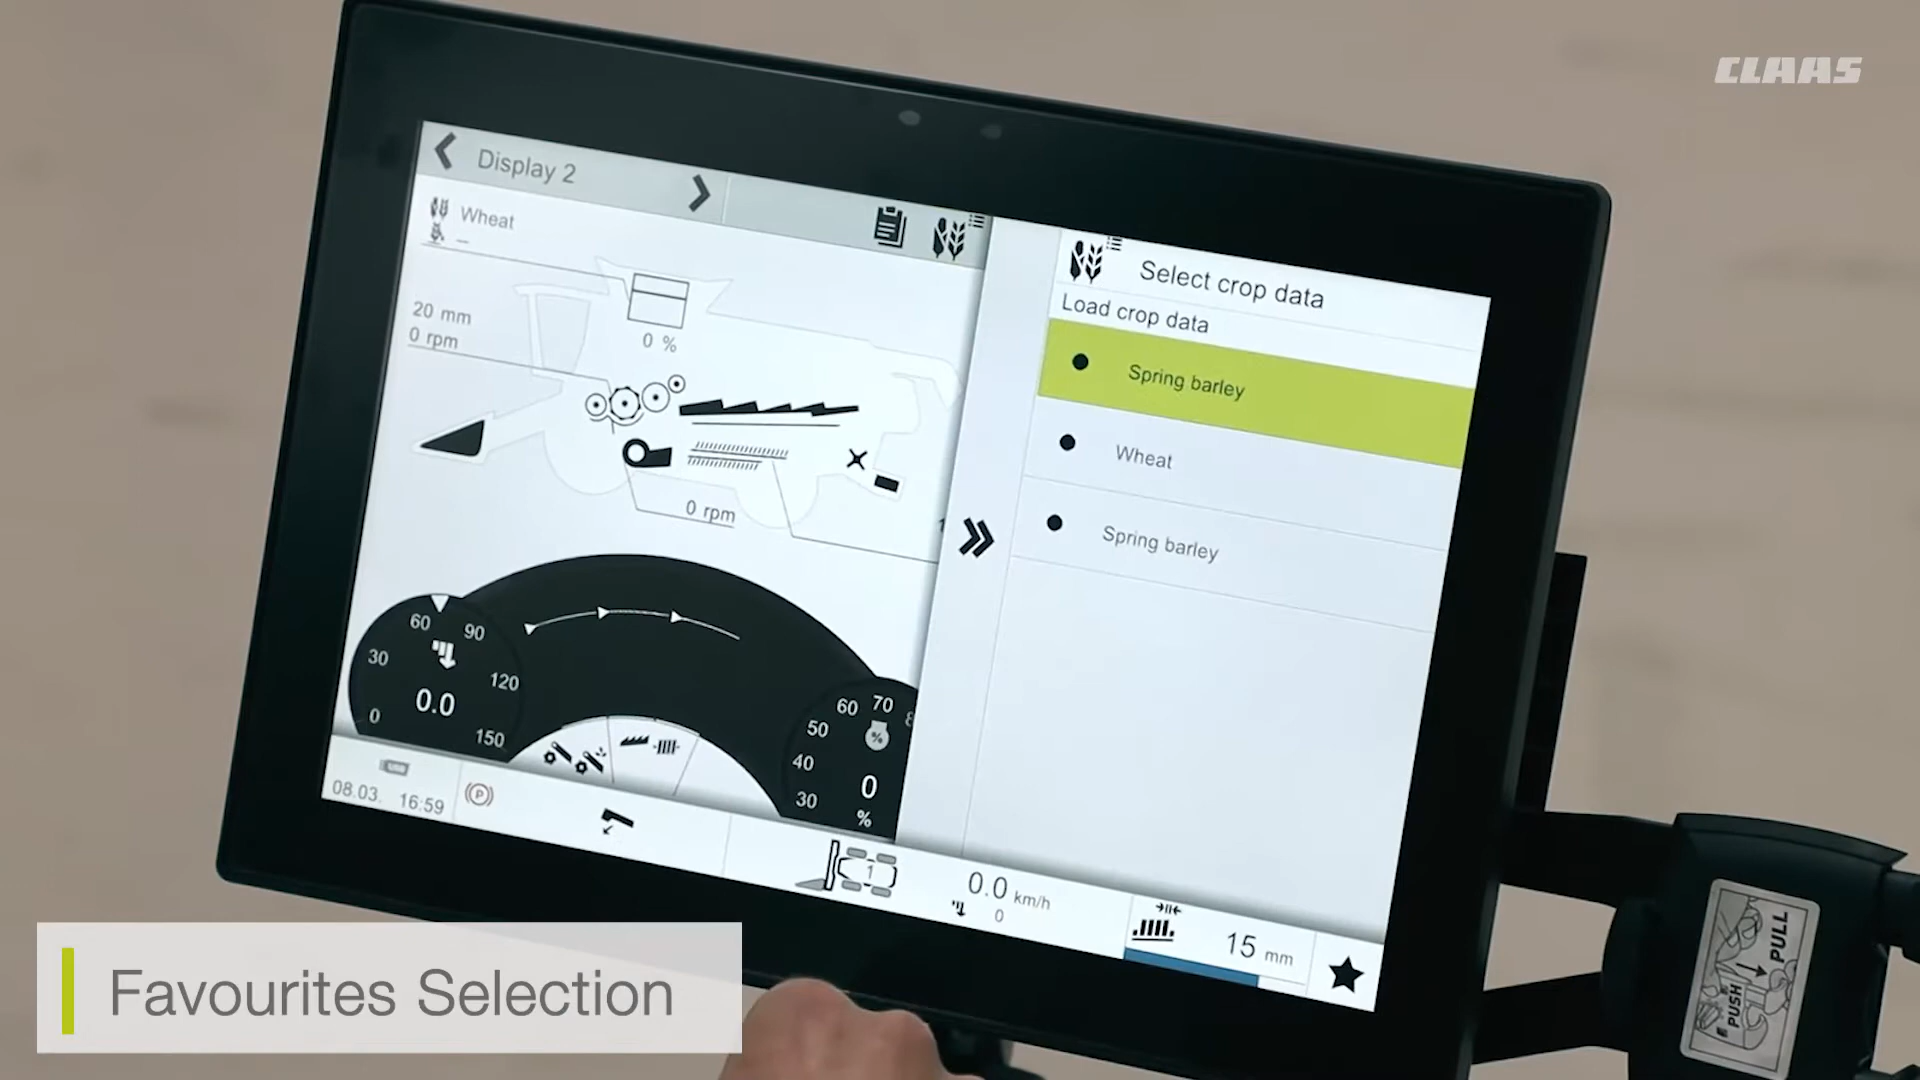 CLAAS
Display 2
Wheat
–
20 mm
0 rpm
0 %
0 rpm
Select crop data
Load crop data
Spring barley
Wheat
Spring barley
60
90
30
120
0.0
0
150
60
70
50
%
40
0
30
%
USB
08.03.
16:59
P
1
0.0 km/h
0
15 mm
PUSH
PULL
Favourites Selection